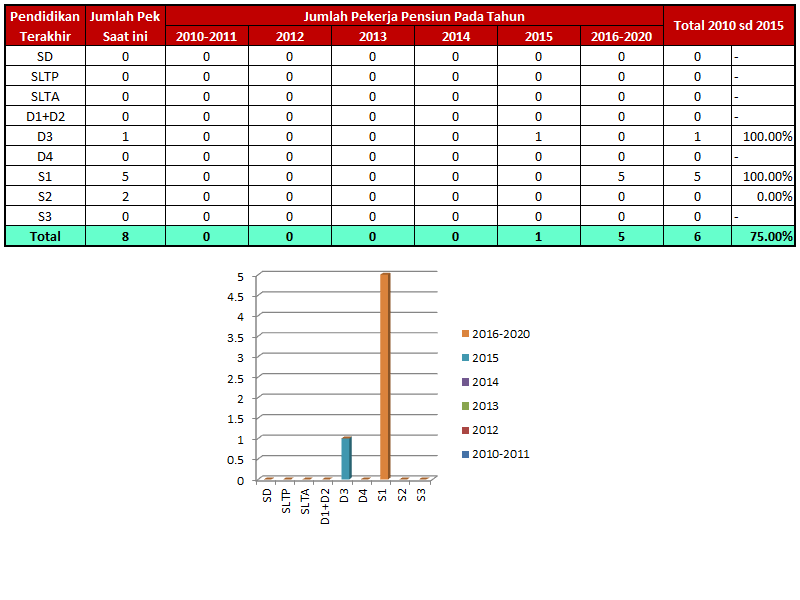 Pendidikan Terakhir Jumlah Pek Saat ini Jumlah Pekerja Pensiun Pada Tahun Total 2010 sd 2015
2010-2011 2012 2013 2014 2015 2016-2020
SD 0 0 0 0 0 0 0 0 -
SLTP 0 0 0 0 0 0 0 0 -
SLTA 0 0 0 0 0 0 0 0 -
D1+D2 0 0 0 0 0 0 0 0 -
D3 1 0 0 0 0 1 0 1 100.00%
D4 0 0 0 0 0 0 0 0 -
S1 5 0 0 0 0 0 5 5 100.00%
S2 2 0 0 0 0 0 0 0 0.00%
S3 0 0 0 0 0 0 0 0 -
Total 8 0 0 0 0 1 5 6 75.00%
5
4.5
4
3.5
3
2.5
2
1.5
1
0.5
0
SD SLTP SLTA D1+D2 D3 D4 S1 S2 S3
2016-2020
2015
2014
2013
2012
2010-2011